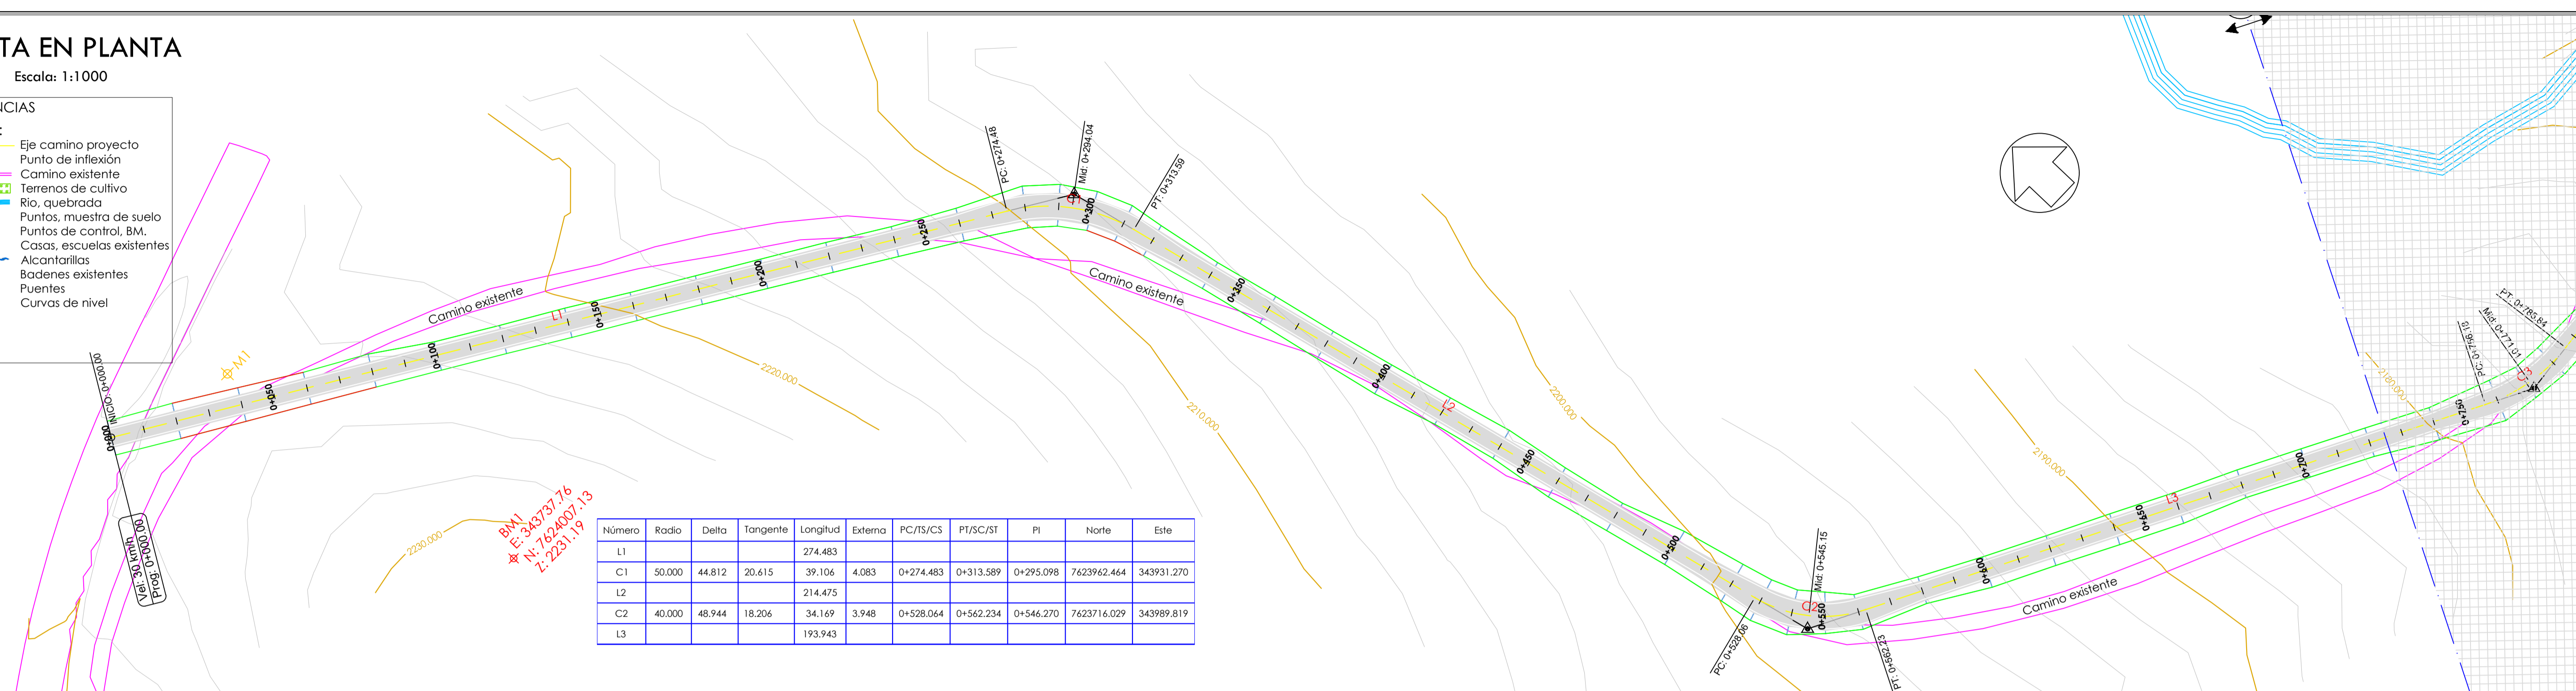 TA EN PLANTA
Escala: 1:1000
NCIAS
:
Eje camino proyecto
Punto de inflexión
Camino existente
Terrenos de cultivo
Rio, quebrada
Puntos, muestra de suelo
Puntos de control, BM.
Casas, escuelas existentes
Alcantarillas
Badenes existentes
Puentes
Curvas de nivel
INICIO: 0+000.00
0+000
Vel: 30 km/h
Prog: 0+000.00
M1
0+050
0+100
Camino existente
L1
0+150
0+200
0+250
PC: 0+274.48
Mid: 0+294.04
C1
0+300
PT: 0+313.59
Camino existente
0+350
0+400
L2
0+450
0+500
PC: 0+528.06
C2
Mid: 0+545.15
0+550
PT: 0+562.23
0+600
Camino existente
0+650
L3
0+700
0+750
PC: 0+756.18
Mid: 0+771.01
PT: 0+785.84
C3
2230.000
2220.000
2210.000
2200.000
2190.000
2180.000
BM1
E: 343737.76
N: 7624007.13
Z: 2231.19
Número Radio Delta Tangente Longitud Externa PC/TS/CS PT/SC/ST PI Norte Este
L1 274.483
C1 50.000 44.812 20.615 39.106 4.083 0+274.483 0+313.589 0+295.098 7623962.464 343931.270
L2 214.475
C2 40.000 48.944 18.206 34.169 3.948 0+528.064 0+562.234 0+546.270 7623716.029 343989.819
L3 193.943